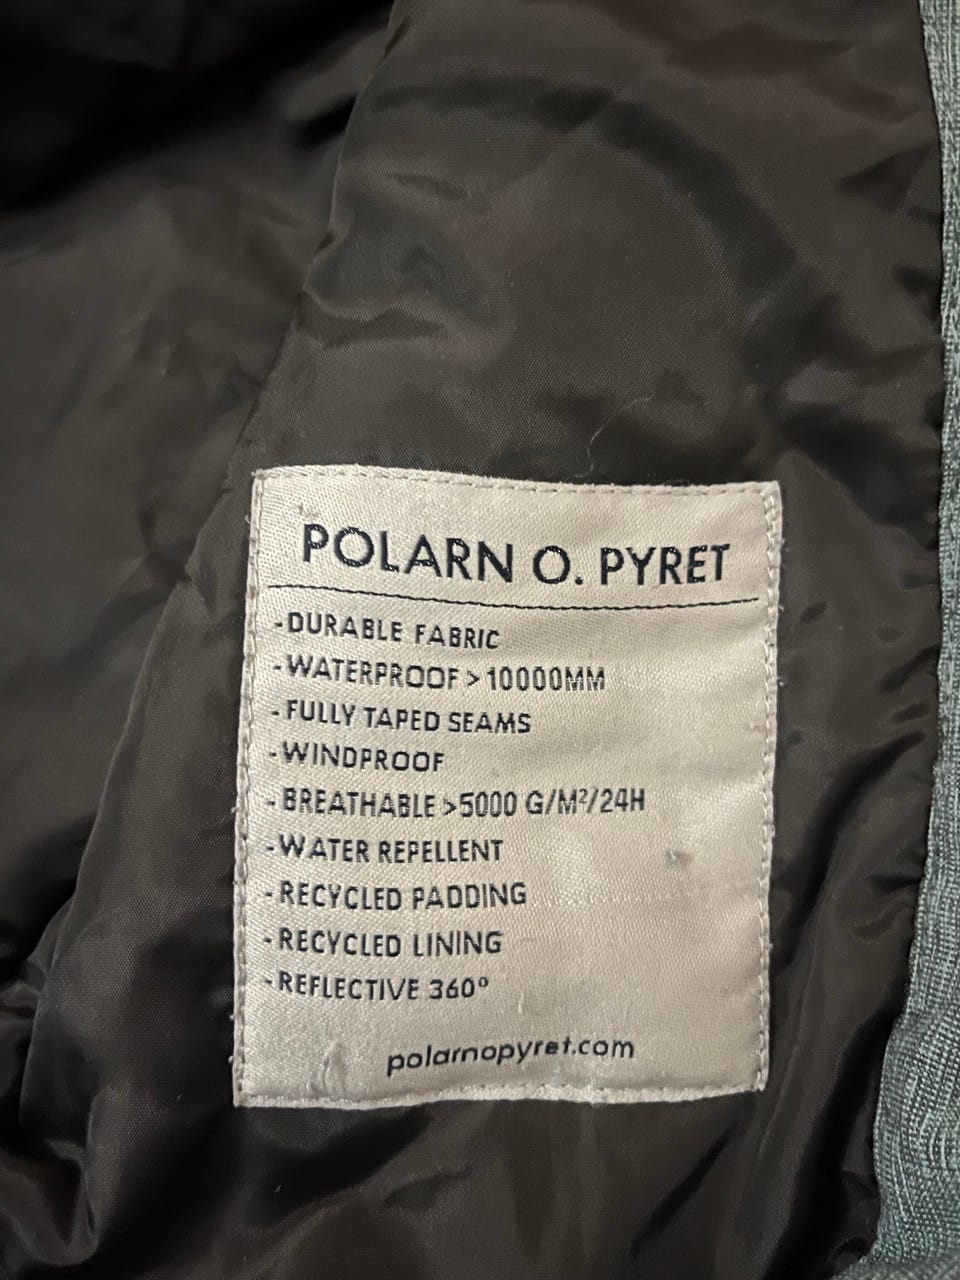 POLARN O. PYRET
-DURABLE FABRIC
-WATERPROOF > 10000MM
-FULLY TAPED SEAMS
-WINDPROOF
-BREATHABLE >5000 G/M²/24H
-WATER REPELLENT
-RECYCLED PADDING
-RECYCLED LINING
-REFLECTIVE 360°
polarnopyret.com